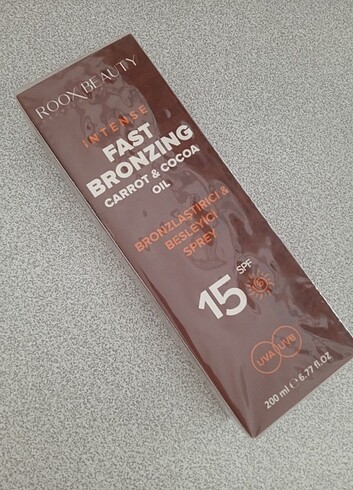 ROOX BEAUTY
INTENSE
FAST
BRONZING
CARROT & COCOA
OIL
BRONZLAŞTIRICI &
BESLEYİCİ
SPREY
15 SPF
UVA UVB
200 ml ℮ 6.77 fl.OZ